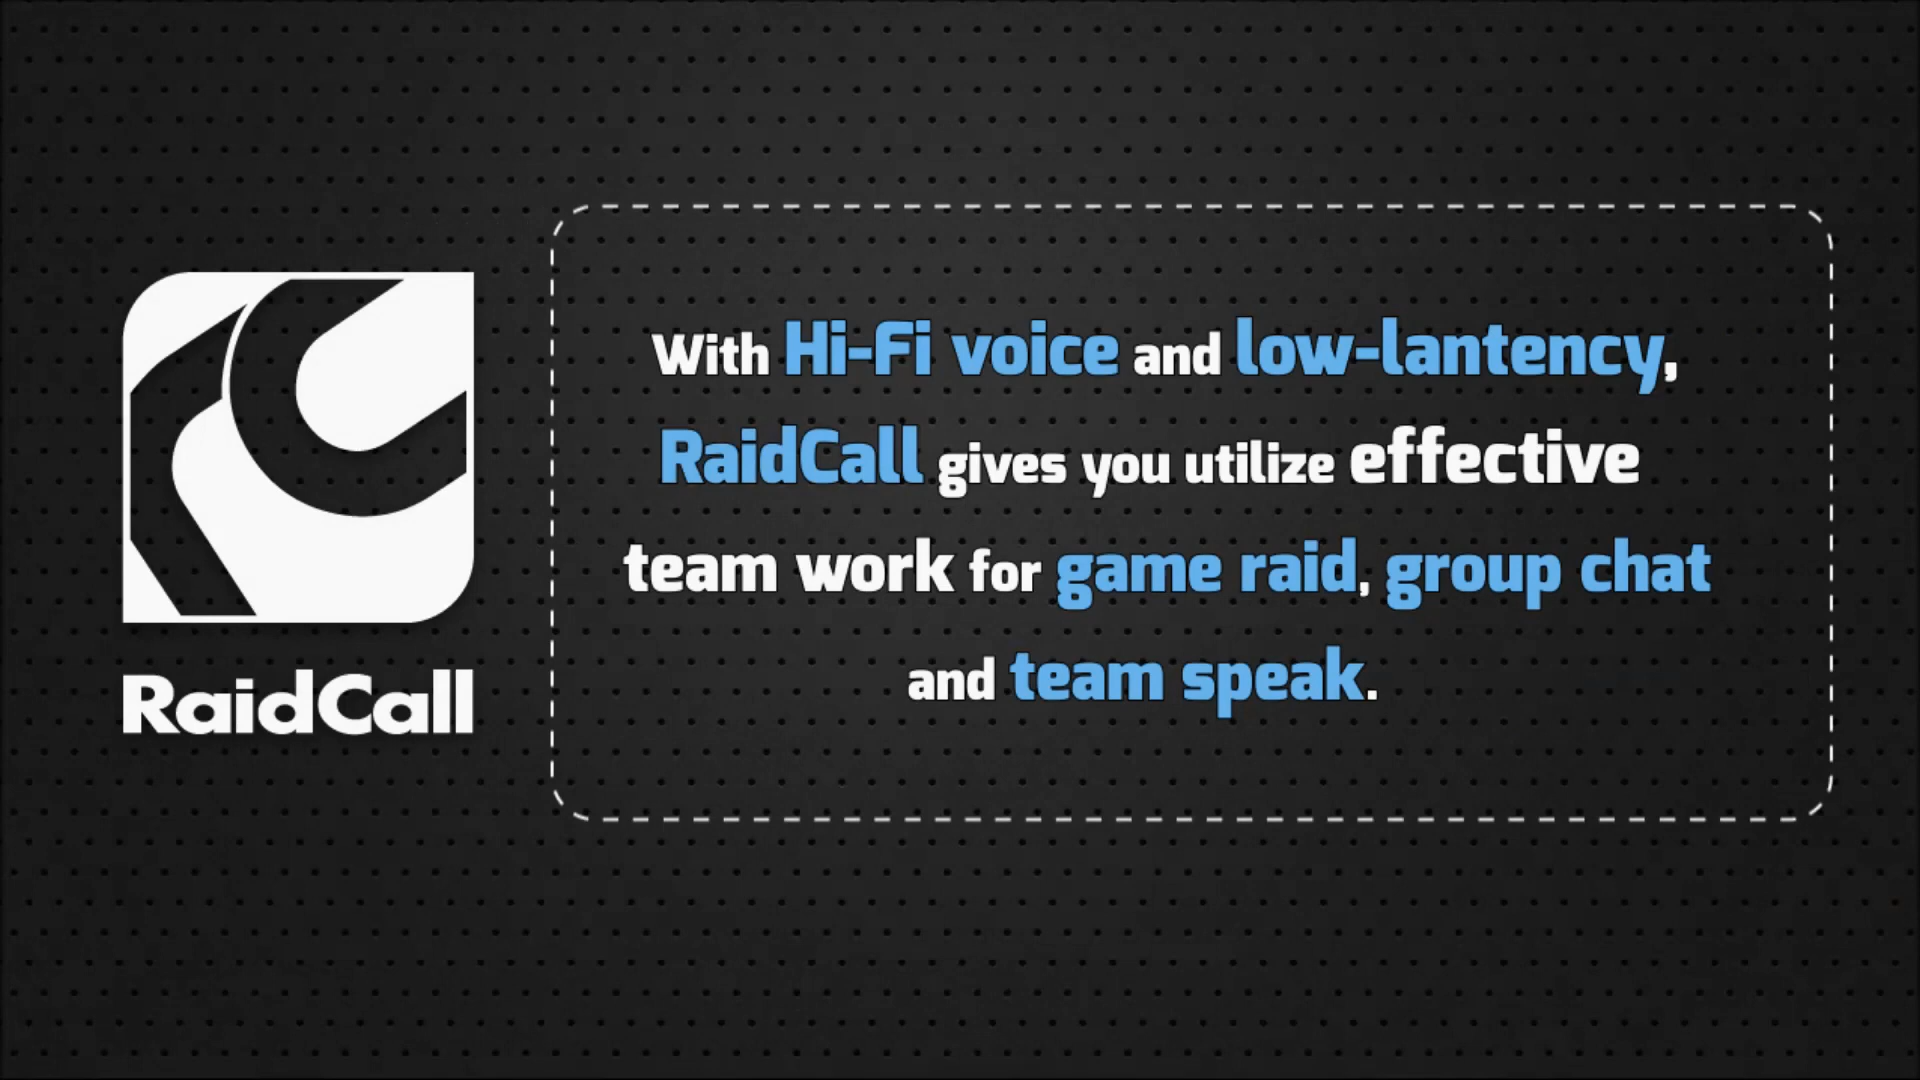 RaidCall
With Hi-Fi voice and low-lantency,
RaidCall gives you utilize effective
team work for game raid, group chat
and team speak.